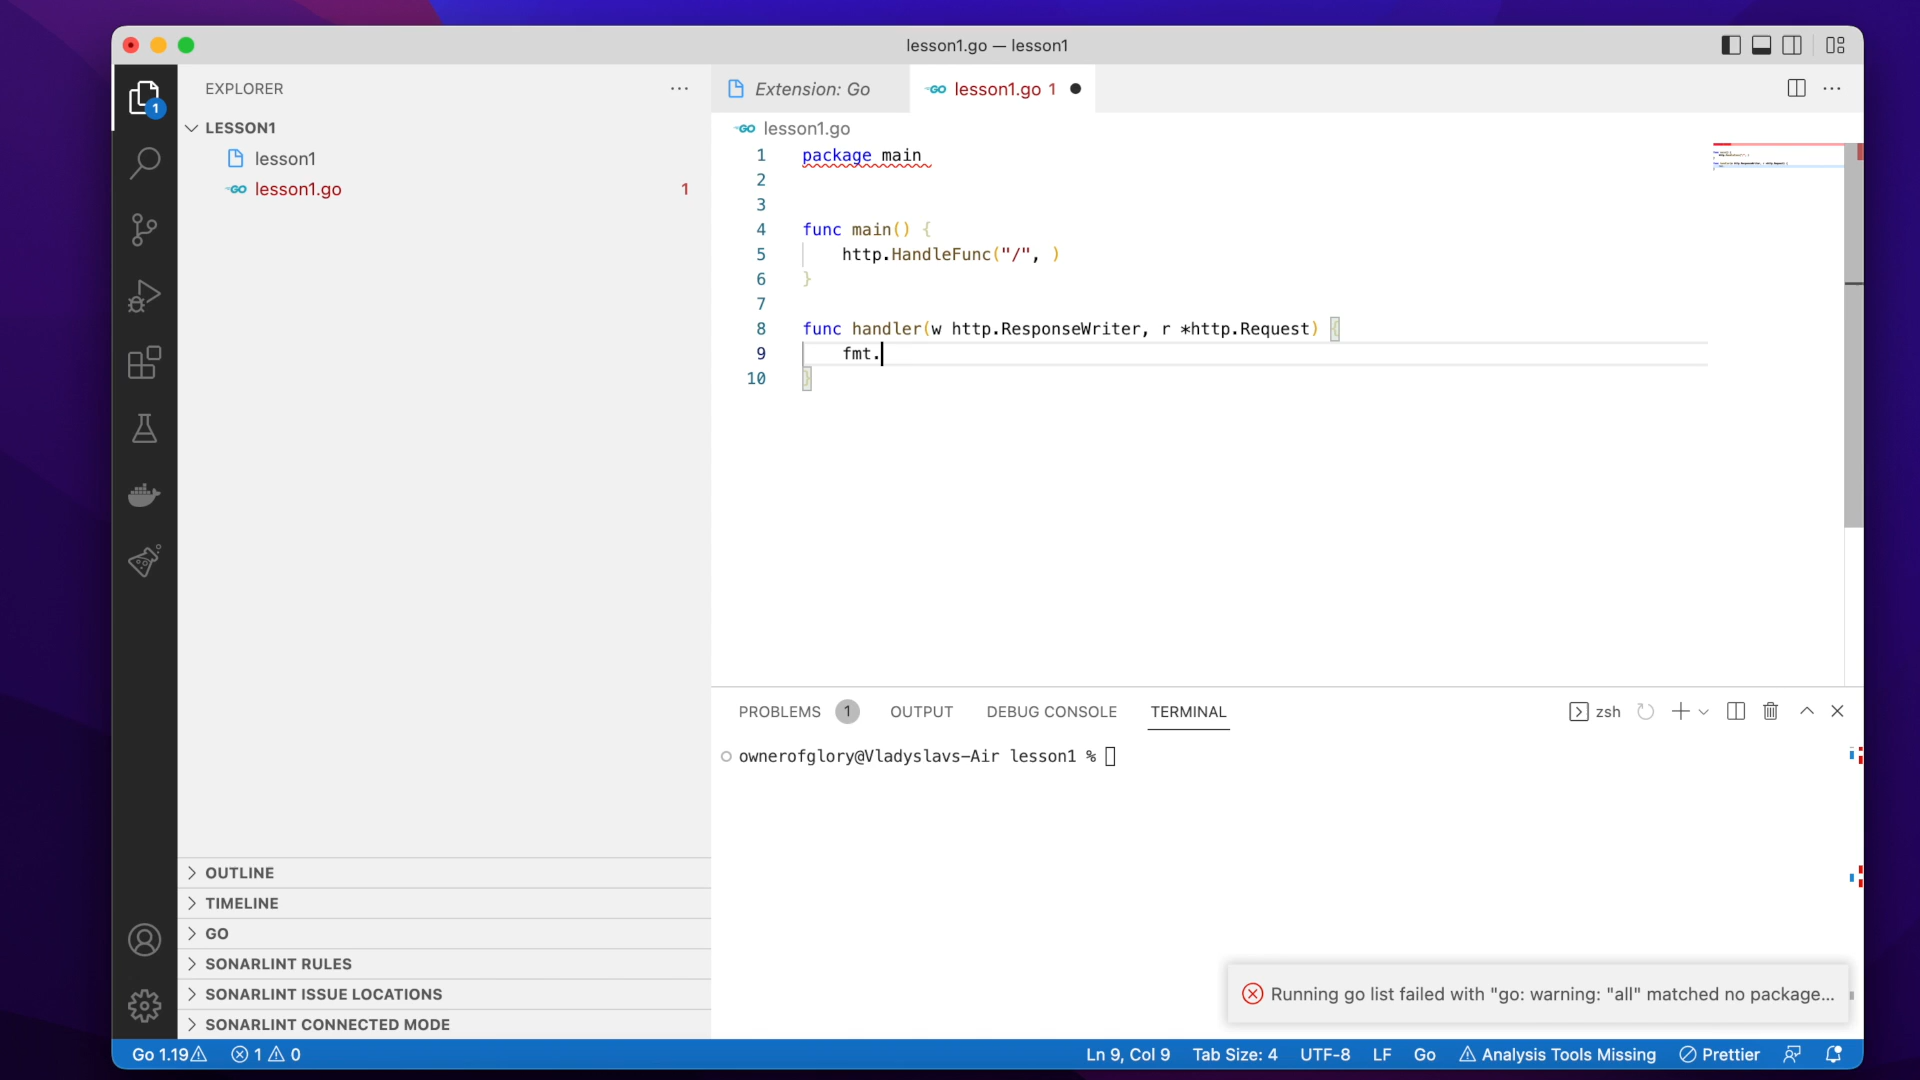 lesson1.go — lesson1
EXPLORER
Extension: Go
GO lesson1.go 1
1
LESSON1
GO lesson1.go
lesson1
GO lesson1.go 1
1 package main
2
3
4 func main() {
5 http.HandleFunc("/", )
6 }
7
8 func handler(w http.ResponseWriter, r *http.Request) {
9 fmt.
10 }
PROBLEMS 1 OUTPUT DEBUG CONSOLE TERMINAL zsh
ownerofglory@Vladyslavs-Air lesson1 %
OUTLINE
TIMELINE
GO
SONARLINT RULES
SONARLINT ISSUE LOCATIONS
SONARLINT CONNECTED MODE
Running go list failed with "go: warning: "all" matched no package...
Go 1.19 1 0 Ln 9, Col 9 Tab Size: 4 UTF-8 LF Go Analysis Tools Missing Prettier